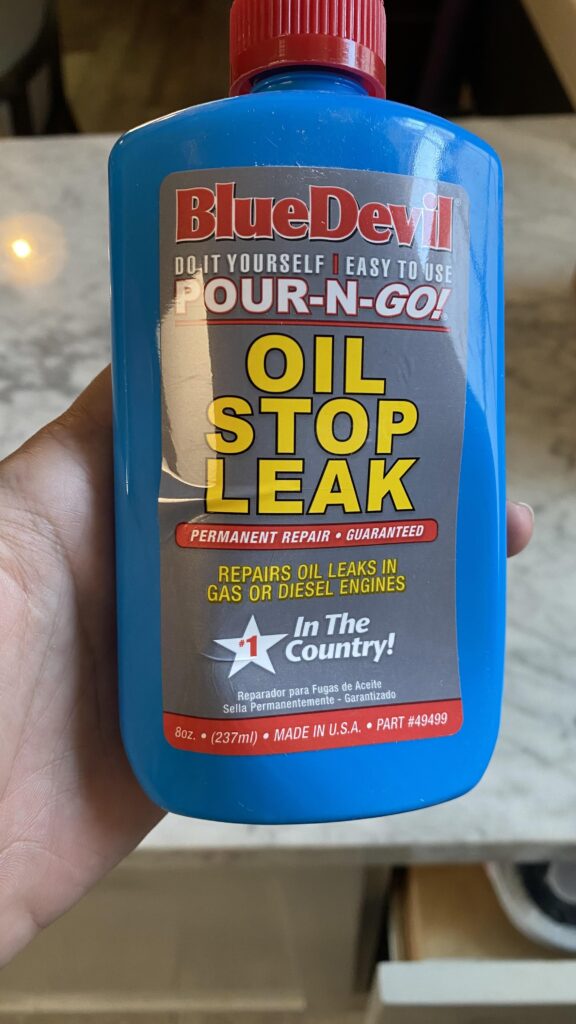 BlueDevil®
DO IT YOURSELF | EASY TO USE
POUR-N-GO!
OIL
STOP
LEAK
PERMANENT REPAIR • GUARANTEED
REPAIRS OIL LEAKS IN
GAS OR DIESEL ENGINES
#1 In The
Country!
Reparador para Fugas de Aceite
Sella Permanentemente - Garantizado
8oz. • (237ml) • MADE IN U.S.A. • PART #49499